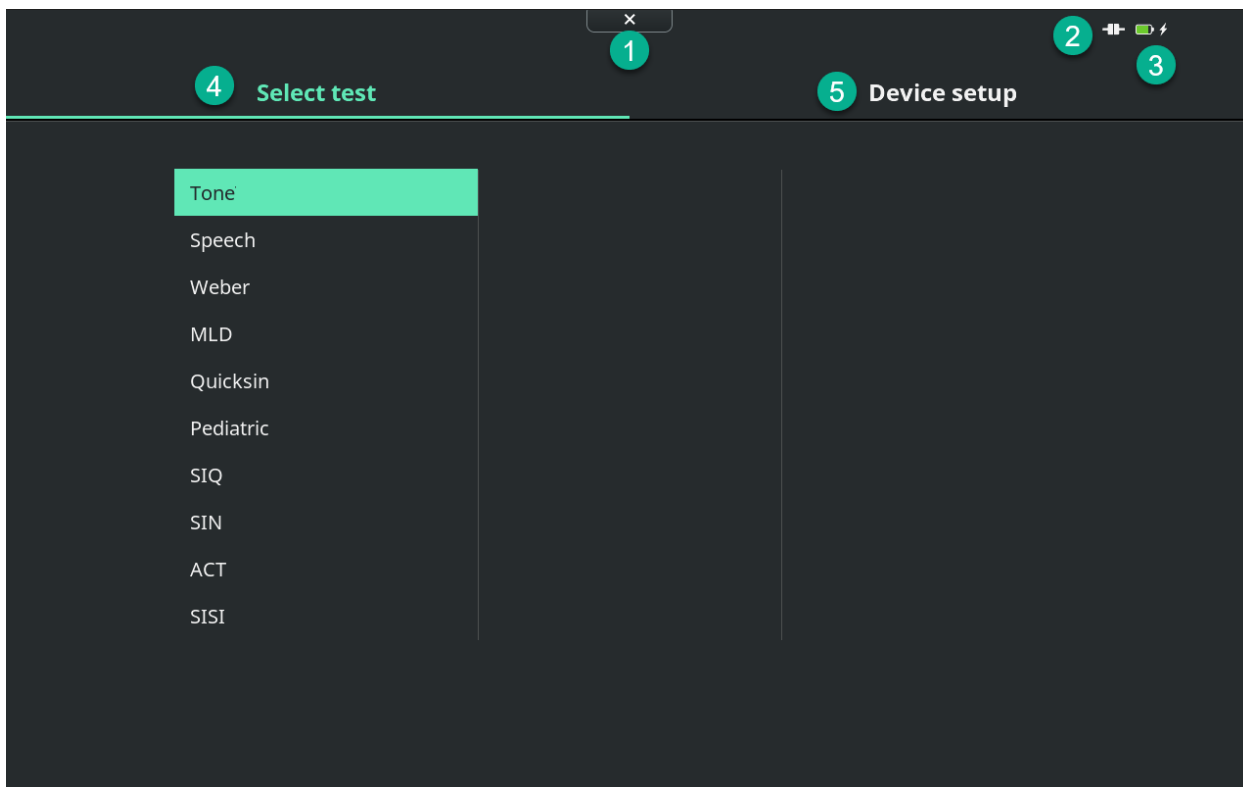 ×
1
2
3
4 Select test
5 Device setup
Tone
Speech
Weber
MLD
Quicksin
Pediatric
SIQ
SIN
ACT
SISI